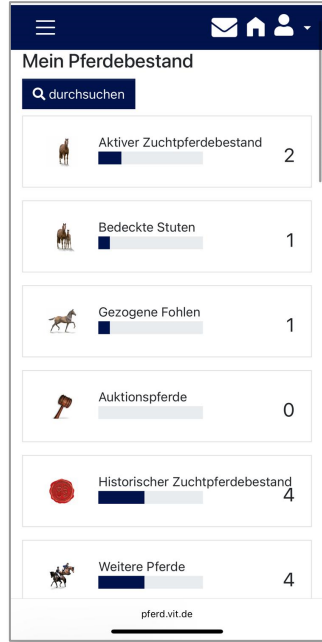 Mein Pferdebestand
durchsuchen
Aktiver Zuchtpferdebestand
2
Bedeckte Stuten
1
Gezogene Fohlen
1
Auktionspferde
0
Historischer Zuchtpferdebestand
4
Weitere Pferde
4
pferd.vit.de